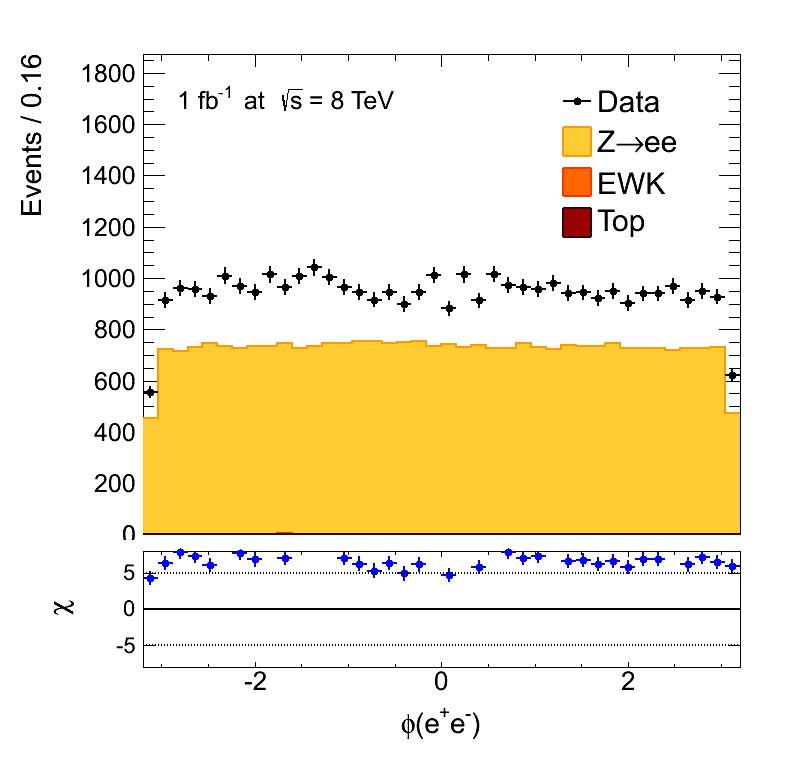 Events / 0.16
1800
1600
1400
1200
1000
800
600
400
200
0
1 fb⁻¹ at √s = 8 TeV
Data
Z→ee
EWK
Top
χ
5
0
-5
-2
0
2
ϕ(e⁺e⁻)